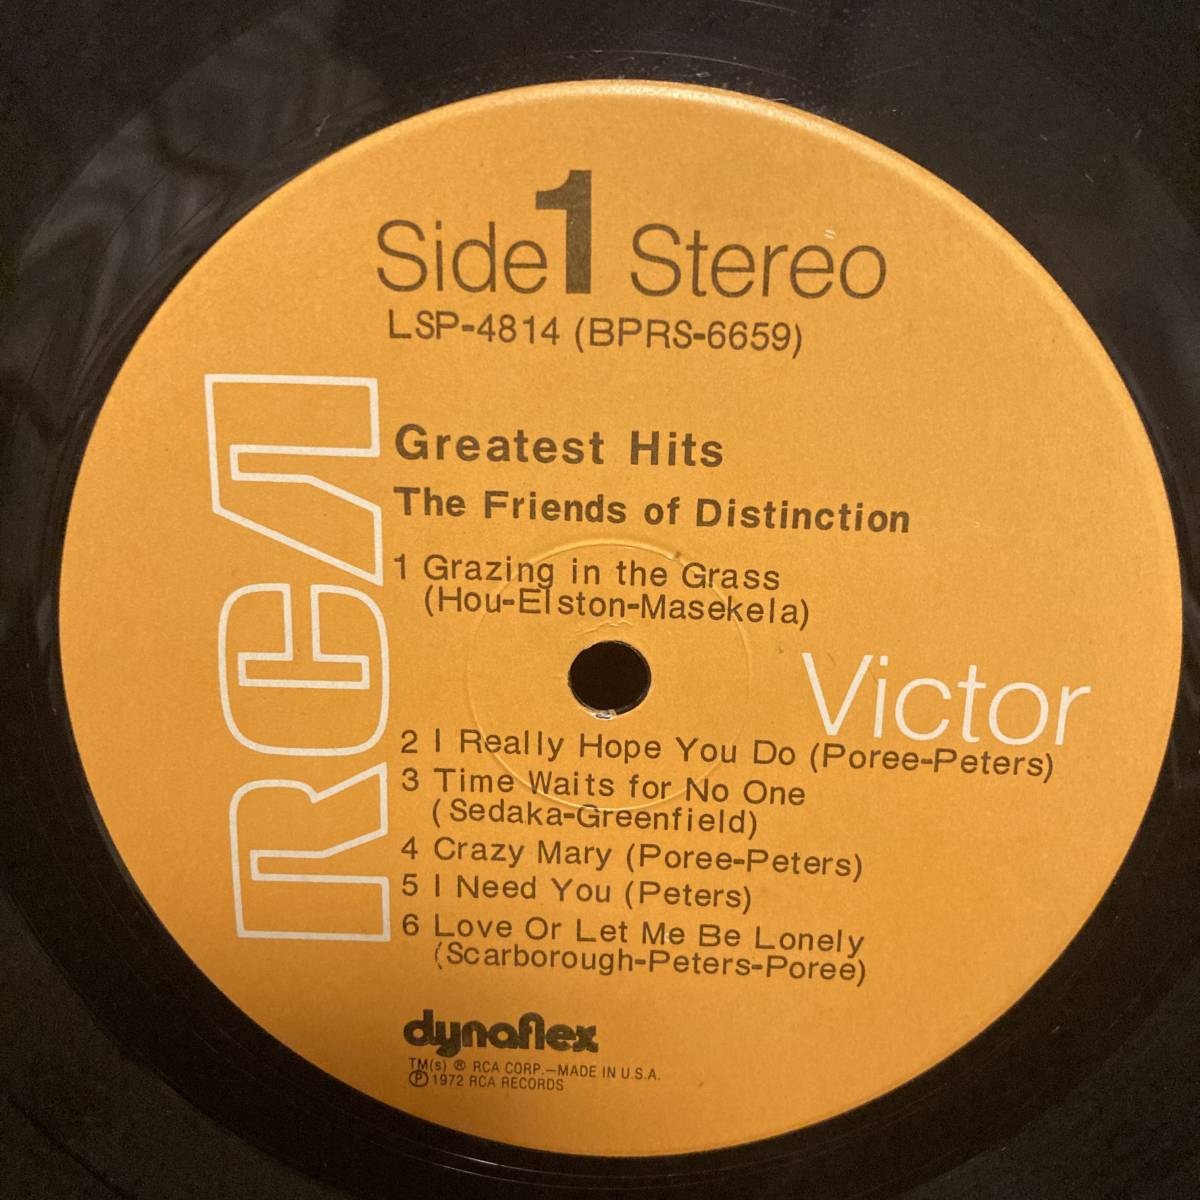 Side 1 Stereo
LSP-4814 (BPRS-6659)
RCA
Greatest Hits
The Friends of Distinction
1 Grazing in the Grass
(Hou-Elston-Masekela)
Victor
2 I Really Hope You Do (Poree-Peters)
3 Time Waits for No One
(Sedaka-Greenfield)
4 Crazy Mary (Poree-Peters)
5 I Need You (Peters)
6 Love Or Let Me Be Lonely
(Scarborough-Peters-Poree)
dynaflex
TM(s) ® RCA CORP.—MADE IN U.S.A.
℗ 1972 RCA RECORDS